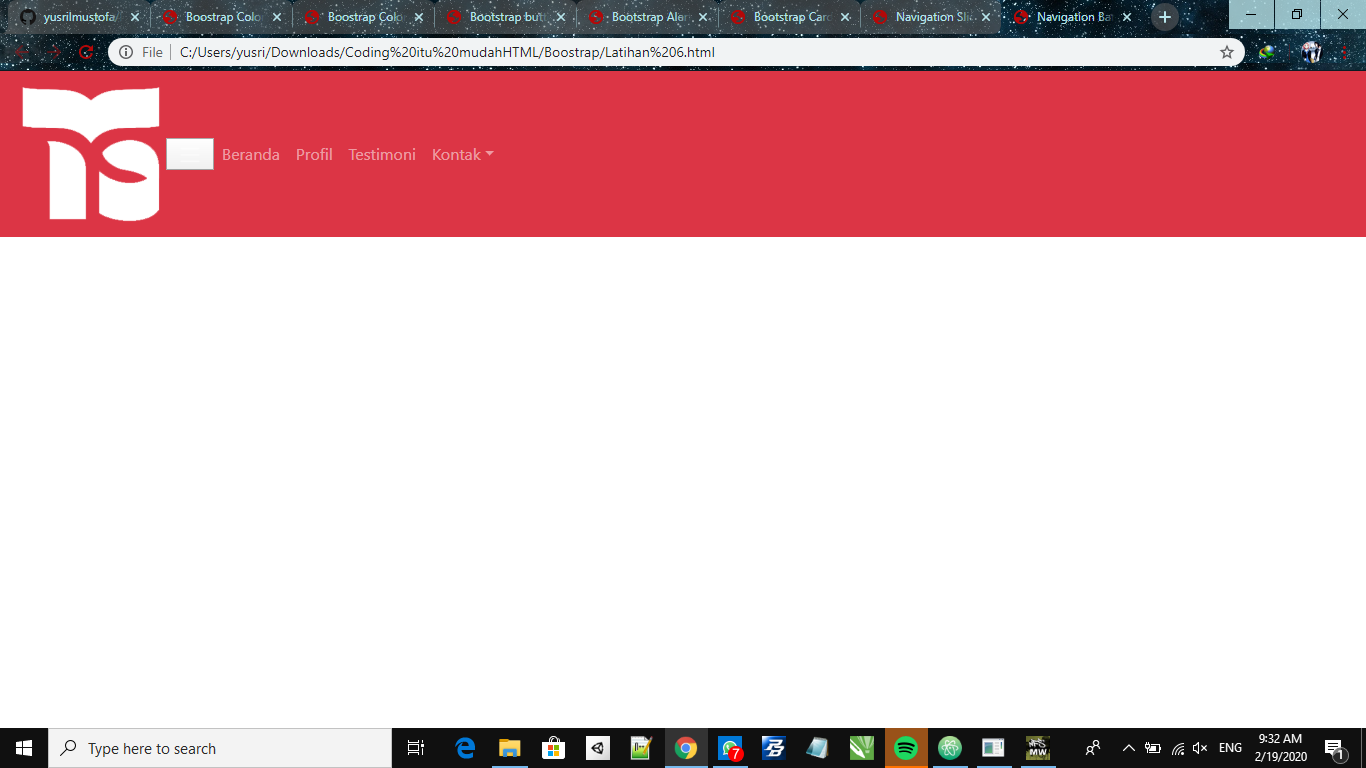 yusrilmustofa/
Boostrap Colo
Boostrap Colo
Bootstrap but
Bootstrap Aler
Bootstrap Card
Navigation Sli
Navigation Ba
File
C:/Users/yusri/Downloads/Coding%20itu%20mudahHTML/Boostrap/Latihan%206.html
Beranda Profil Testimoni Kontak
Type here to search
7
MW
ENG
9:32 AM
2/19/2020
1